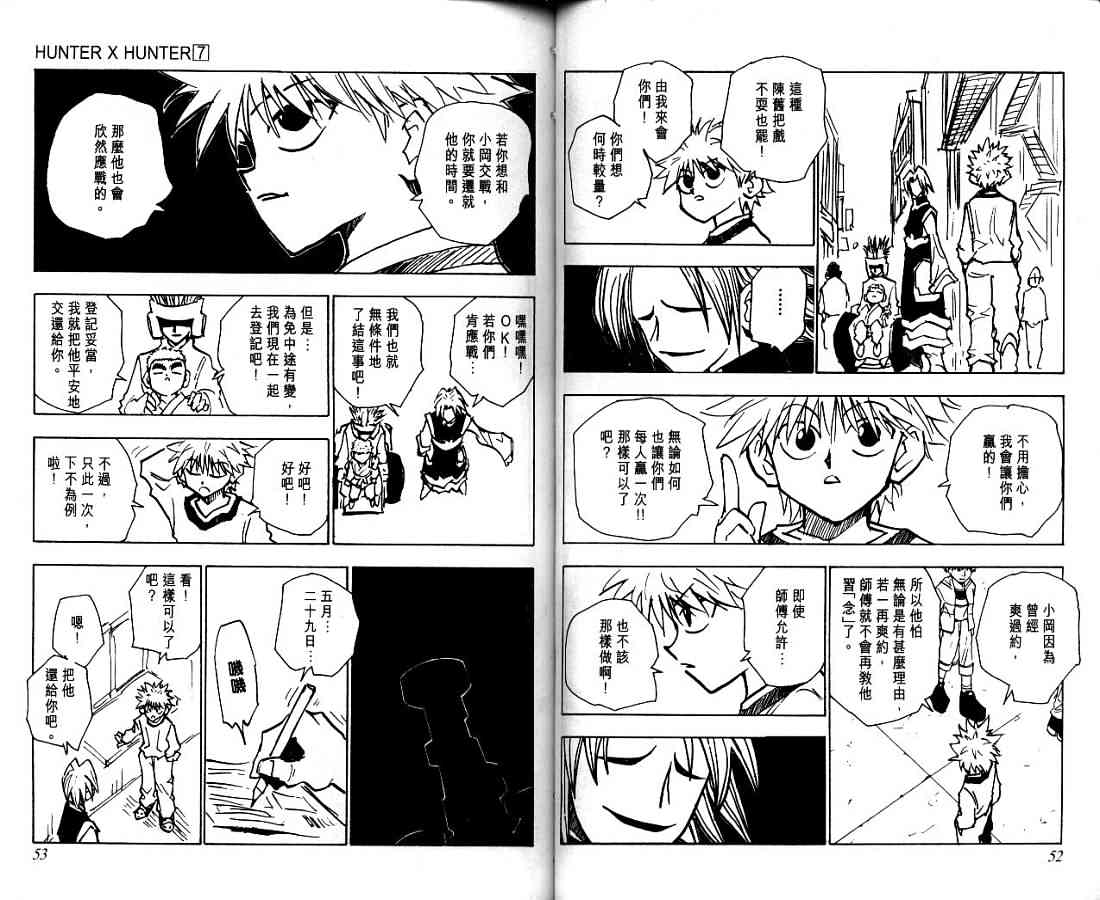 這種
陳舊把戲
不耍也罷！
由我來會
你們！
你們想
何時較量？
……
不用擔心，
我會讓你們
贏的！
無論如何
也讓你們
每人贏一次!!
那樣可以了
吧？
小岡因為
曾經
爽過約，
所以他怕
無論是有甚麼理由，
若一再爽約，
師傅就不會再教他
習「念」了。
即使
師傅允許…
也不該
那樣做啊！
52
HUNTER X HUNTER7
若你想和
小岡交戰，
你就要遷就
他的時間。
那麼他也會
欣然應戰的。
嘿嘿嘿！
OK！
若你們
肯應戰…
我們也就
無條件地
了結這事吧！
但是…
為免中途有變，
我們現在一起
去登記吧！
登記妥當，
我就把他平安地
交還給你。
好吧！
好吧！
不過，
只此一次，
下不為例
啦！
五月…
二十九日…
嘰嘰
看！
這樣可以了
吧？
嗯！
把他
還給你吧。
53